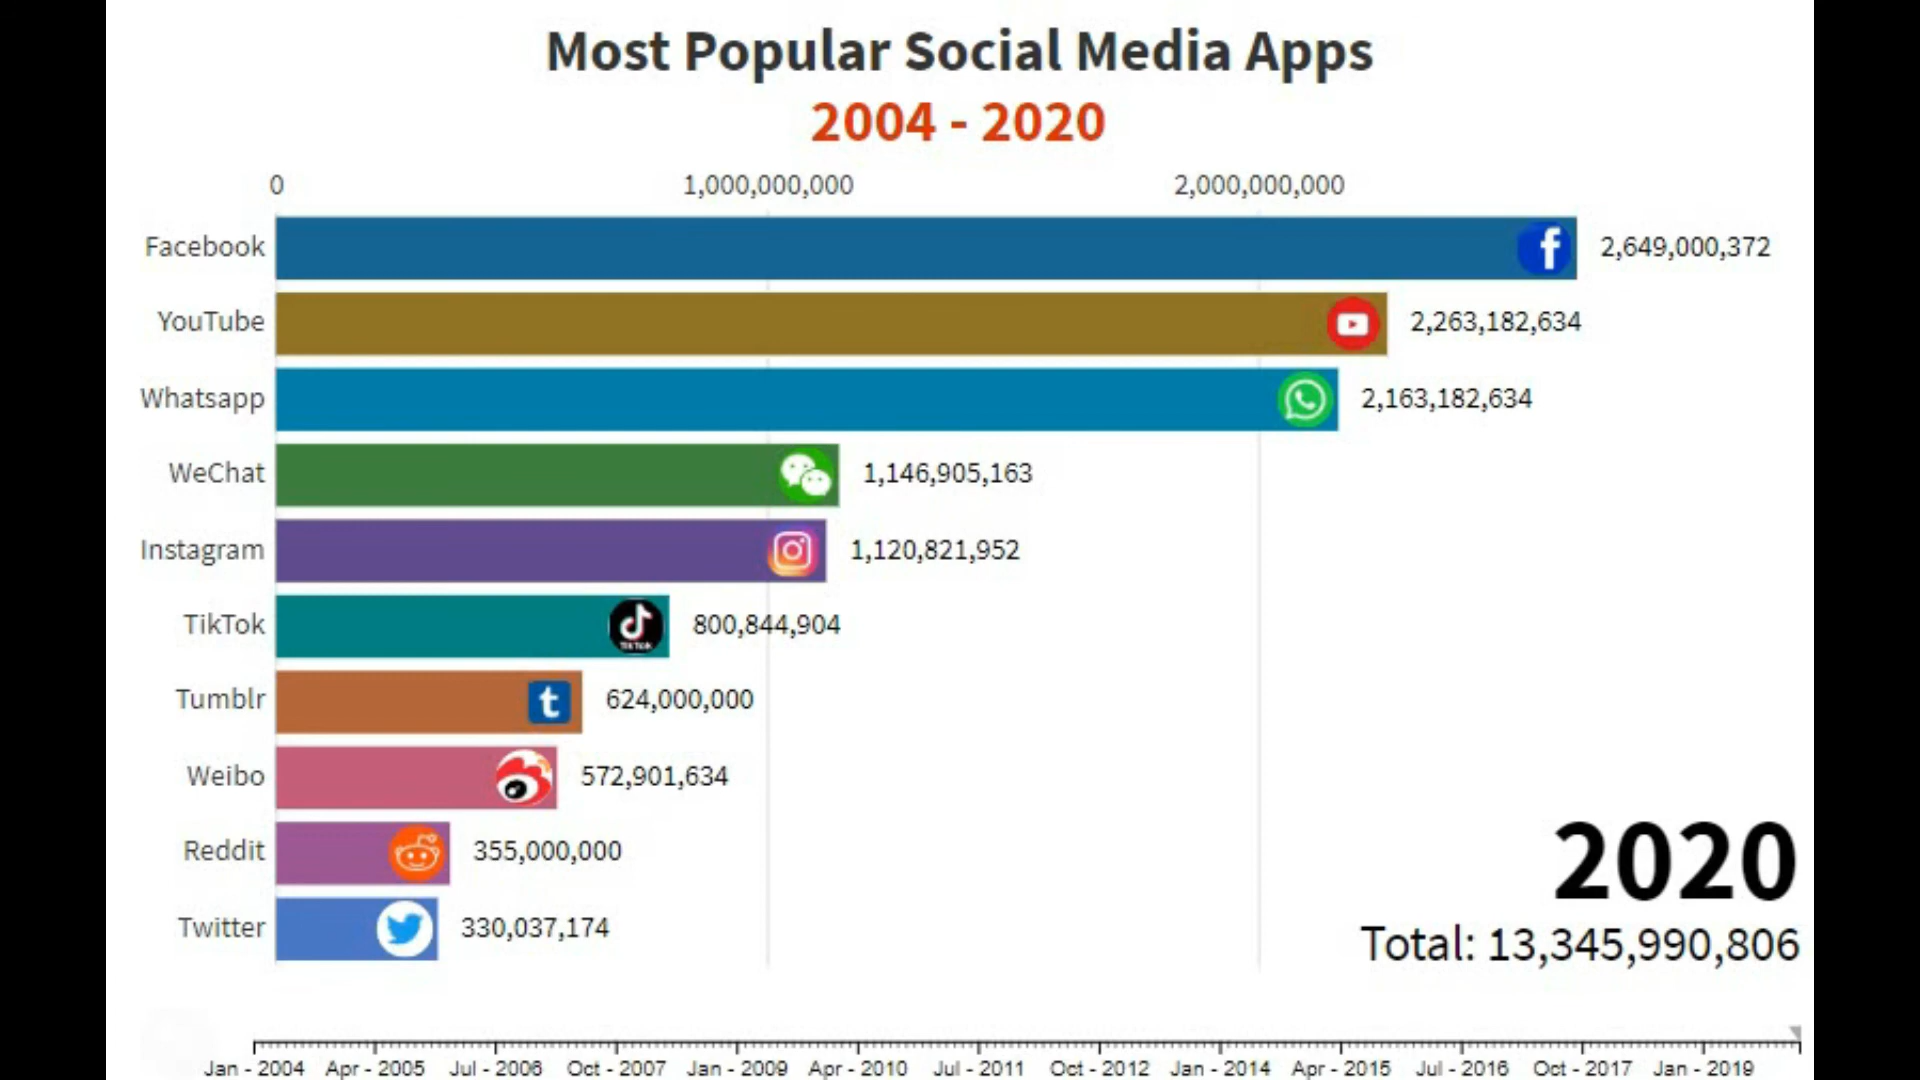 Most Popular Social Media Apps
2004 - 2020
0 1,000,000,000 2,000,000,000
Facebook 2,649,000,372
YouTube 2,263,182,634
Whatsapp 2,163,182,634
WeChat 1,146,905,163
Instagram 1,120,821,952
TikTok TikTok 800,844,904
Tumblr 624,000,000
Weibo 572,901,634
Reddit 355,000,000
Twitter 330,037,174
2020
Total: 13,345,990,806
Jan - 2004 Apr - 2005 Jul - 2006 Oct - 2007 Jan - 2009 Apr - 2010 Jul - 2011 Oct - 2012 Jan - 2014 Apr - 2015 Jul - 2016 Oct - 2017 Jan - 2019